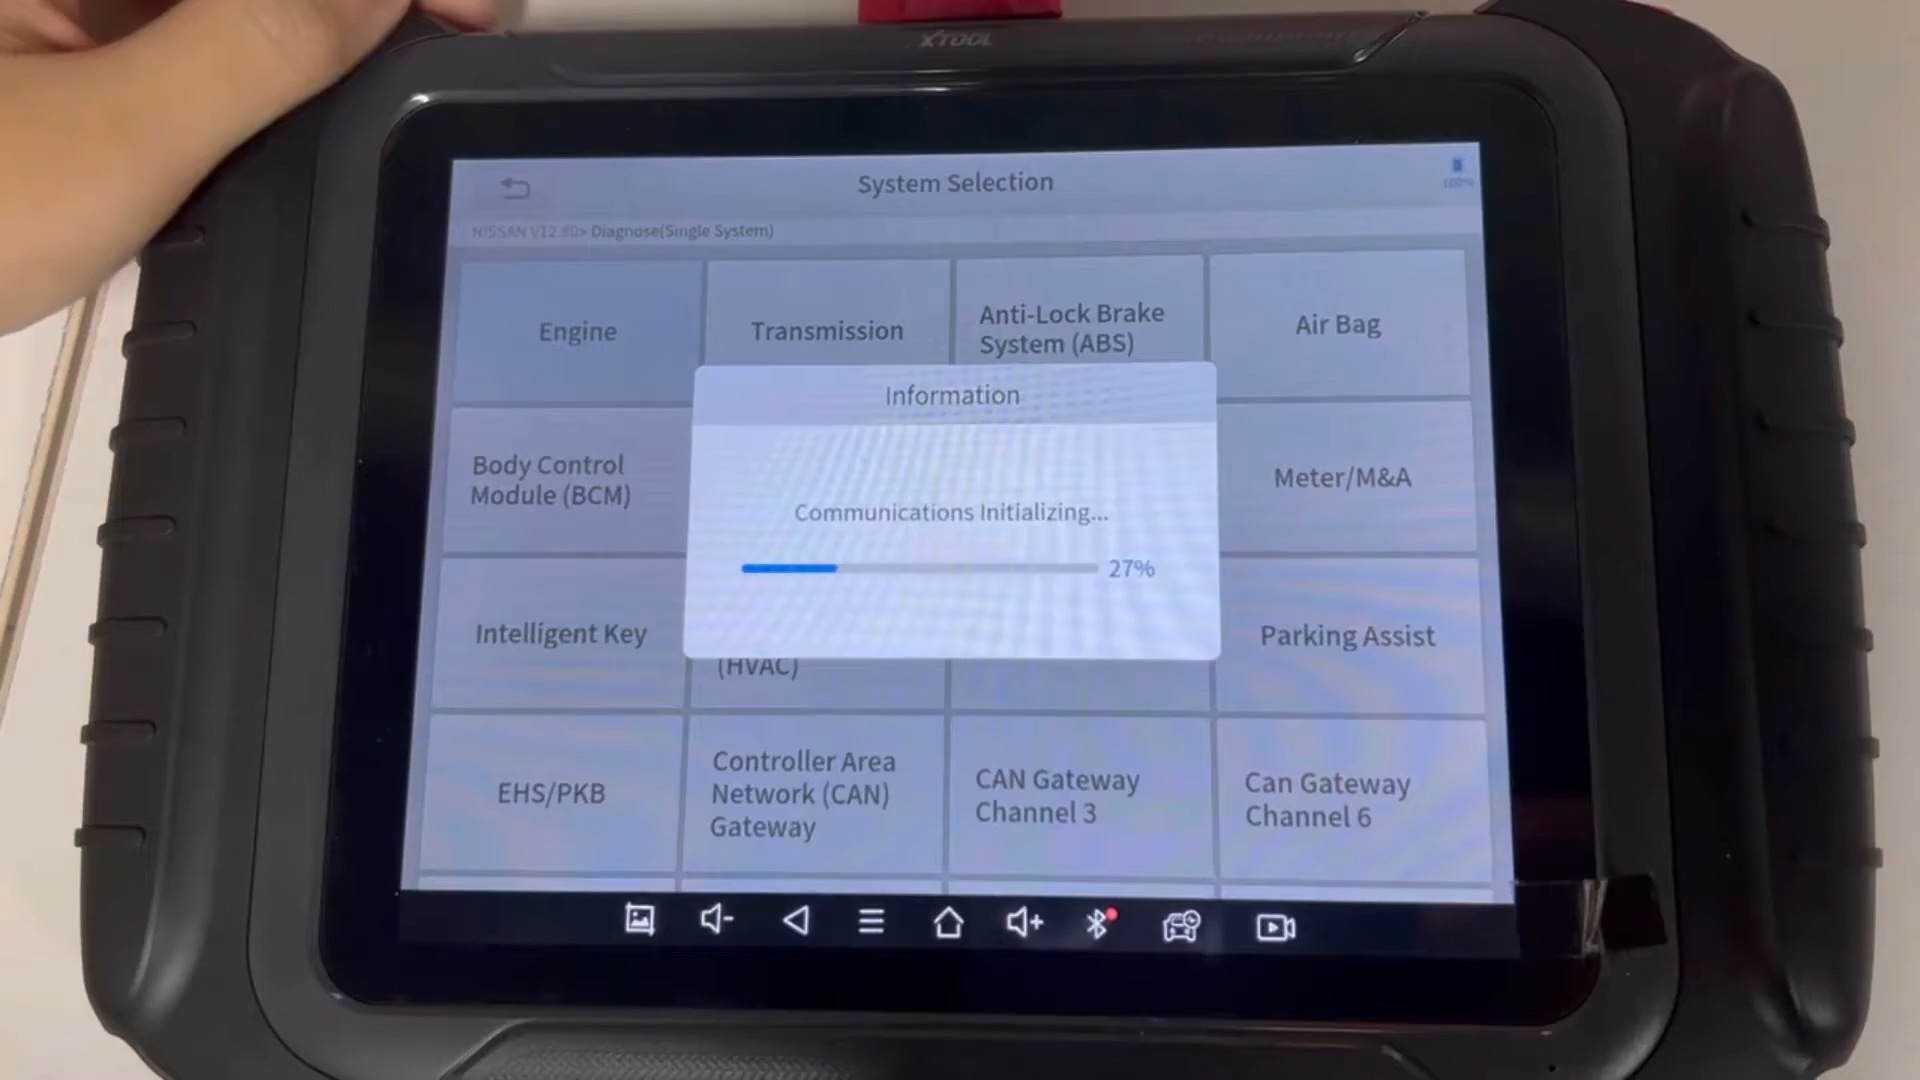 XTOOL
System Selection
100%
NISSAN V12.80> Diagnose(Single System)
Engine
Transmission
Anti-Lock Brake
System (ABS)
Air Bag
Information
Body Control
Module (BCM)
Communications Initializing...
27%
Meter/M&A
Intelligent Key
(HVAC)
Parking Assist
EHS/PKB
Controller Area
Network (CAN)
Gateway
CAN Gateway
Channel 3
Can Gateway
Channel 6